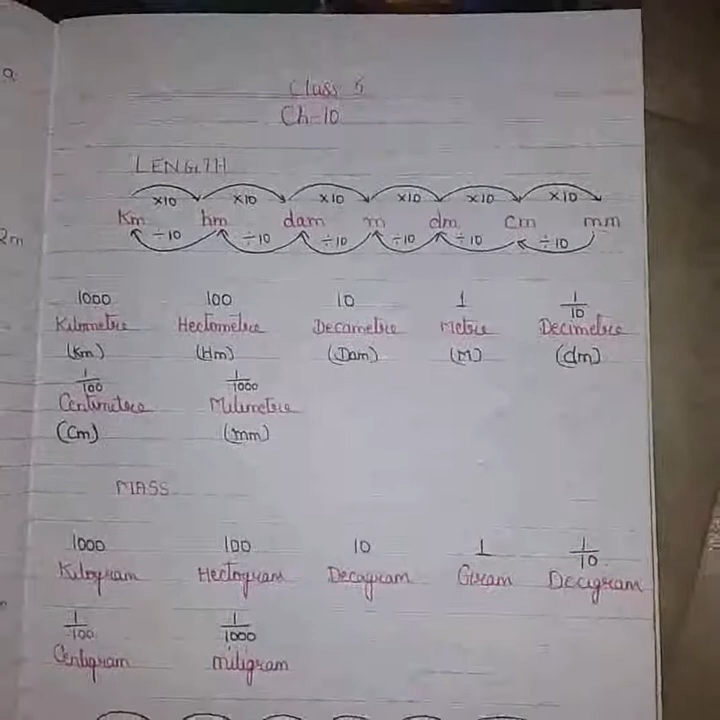 9
2m
Class 5
Ch-10
LENGTH
×10 ×10 ×10 ×10 ×10 ×10
Km hm dam m dm cm mm
÷10 ÷10 ÷10 ÷10 ÷10 ÷10
1000 100 10 1 1/10
Kilometre Hectometre Decametre Metre Decimetre
(Km) (Hm) (Dam) (M) (dm)
1/100 1/1000
Centimetre Milimetre
(Cm) (mm)
MASS
1000 100 10 1 1/10
Kilogram Hectogram Decagram Gram Decigram
1/100 1/1000
Centigram miligram